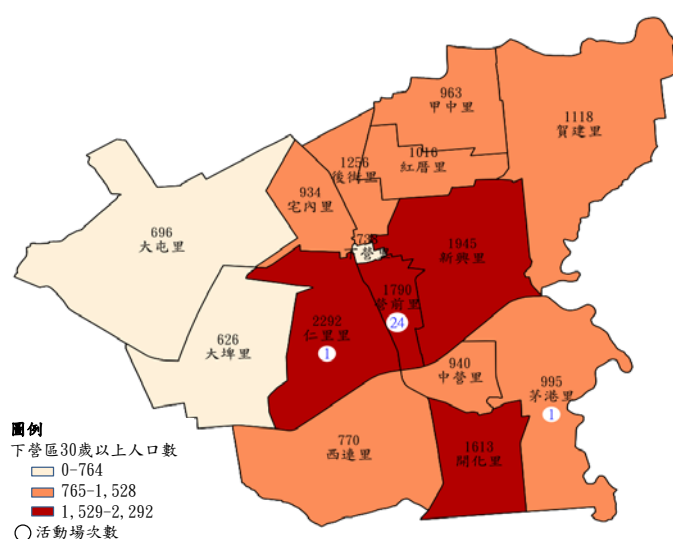 963
甲中里
1118
賀建里
1256
後街里
1016
紅厝里
934
宅內里
696
大屯里
下營里
1945
新興里
1790
營前里
24
2292
仁里里
1
626
大埤里
940
中營里
995
茅港里
1
770
西連里
1613
開化里
圖例
下營區30歲以上人口數
0-764
765-1,528
1,529-2,292
活動場次數